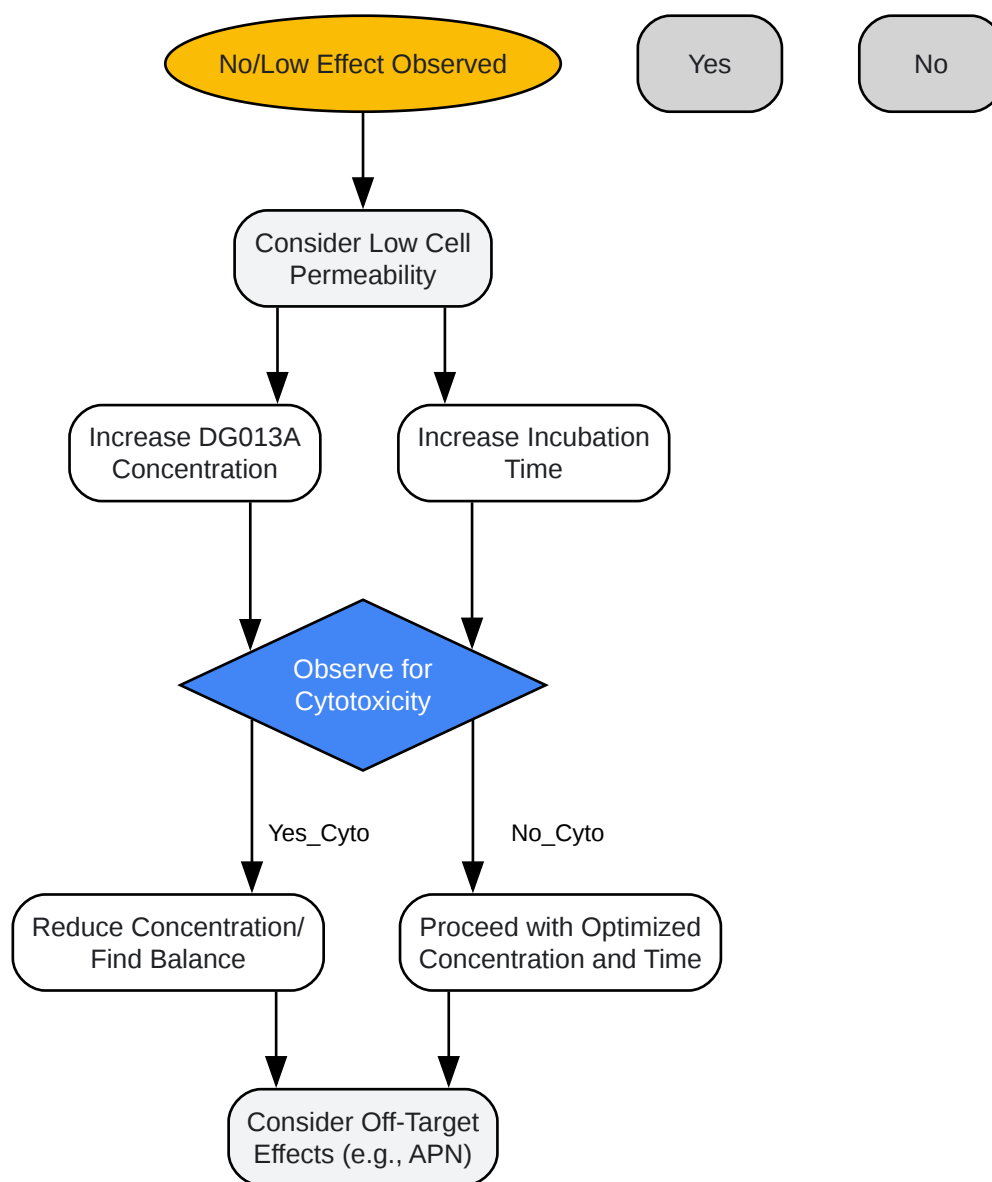 No/Low Effect Observed
Yes
No
Consider Low Cell
Permeability
Increase DG013A
Concentration
Increase Incubation
Time
Observe for
Cytotoxicity
Yes_Cyto
No_Cyto
Reduce Concentration/
Find Balance
Proceed with Optimized
Concentration and Time
Consider Off-Target
Effects (e.g., APN)